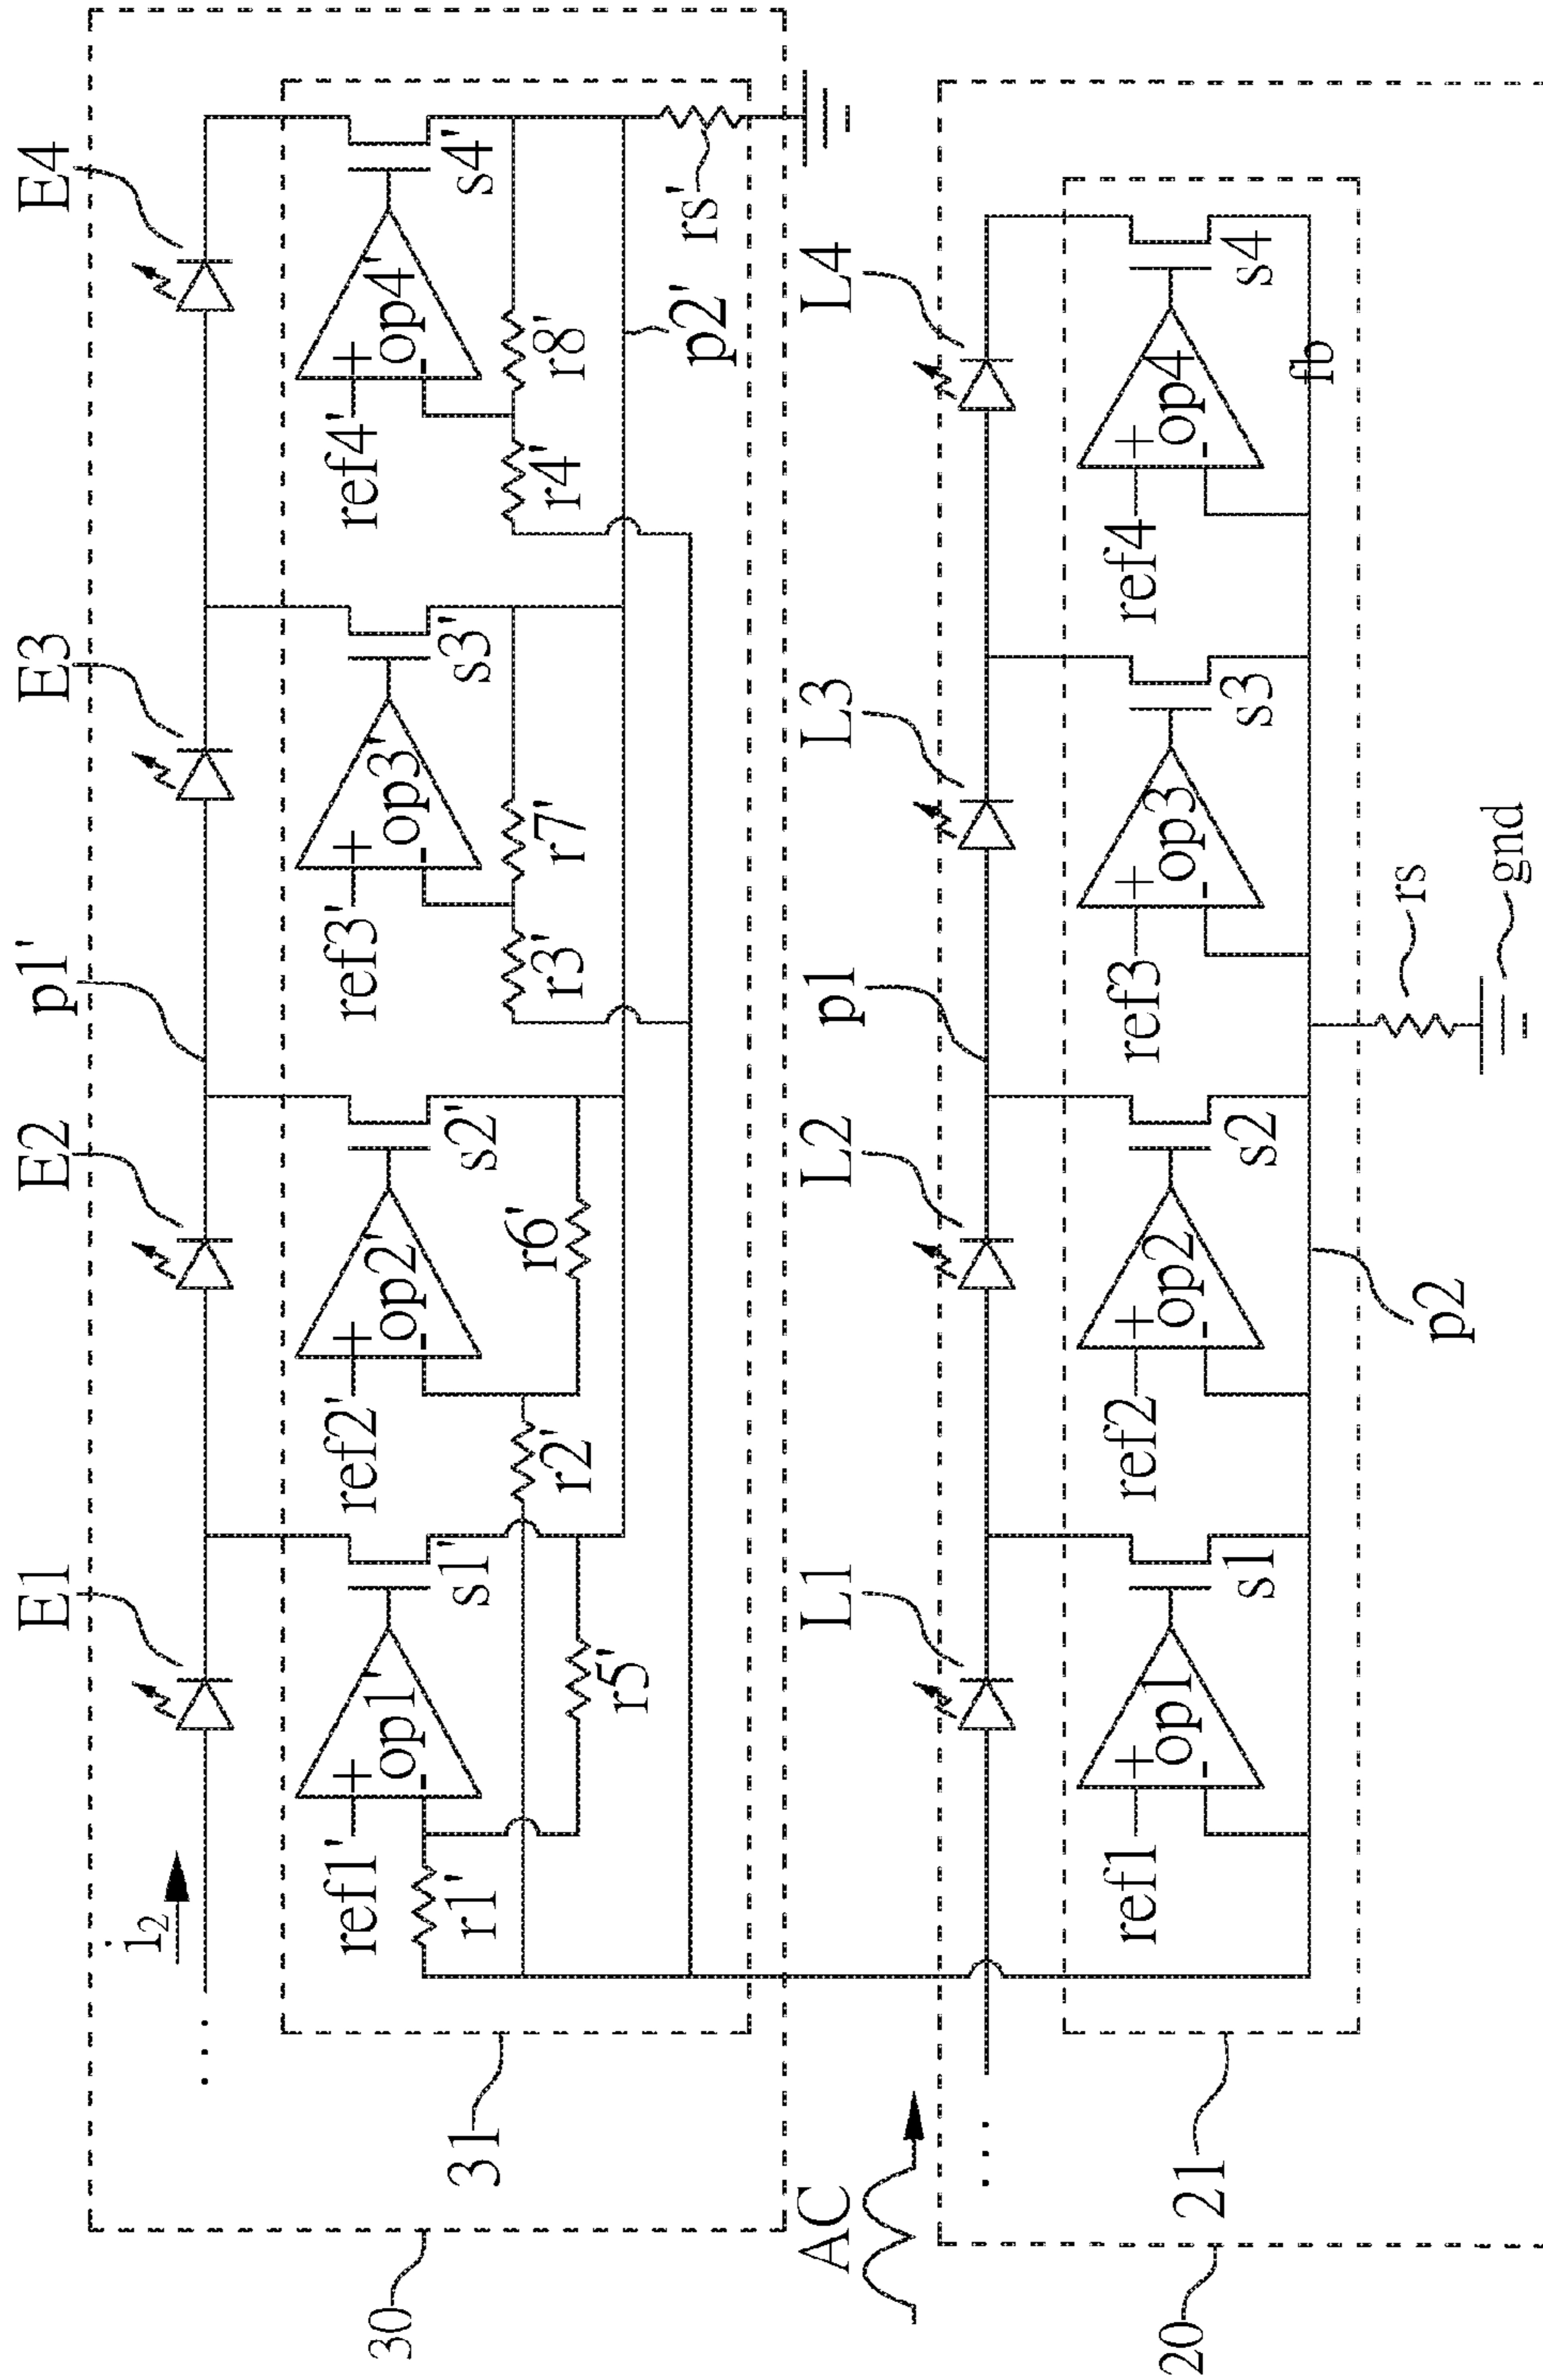 E1 E2 E3 E4
i2 p1'
ref1' op1' s1' ref2' op2' s2' ref3' op3' s3' ref4' op4' s4'
r1' r5' r2' r6' r3' r7' r4' r8'
31 p2' rs'
30
AC L1 L2 p1 L3 L4
ref1 op1 s1 ref2 op2 s2 ref3 op3 s3 ref4 op4 s4
+ - + - + - + -
+ - + - + - + -
21 fb
20 p2 rs gnd